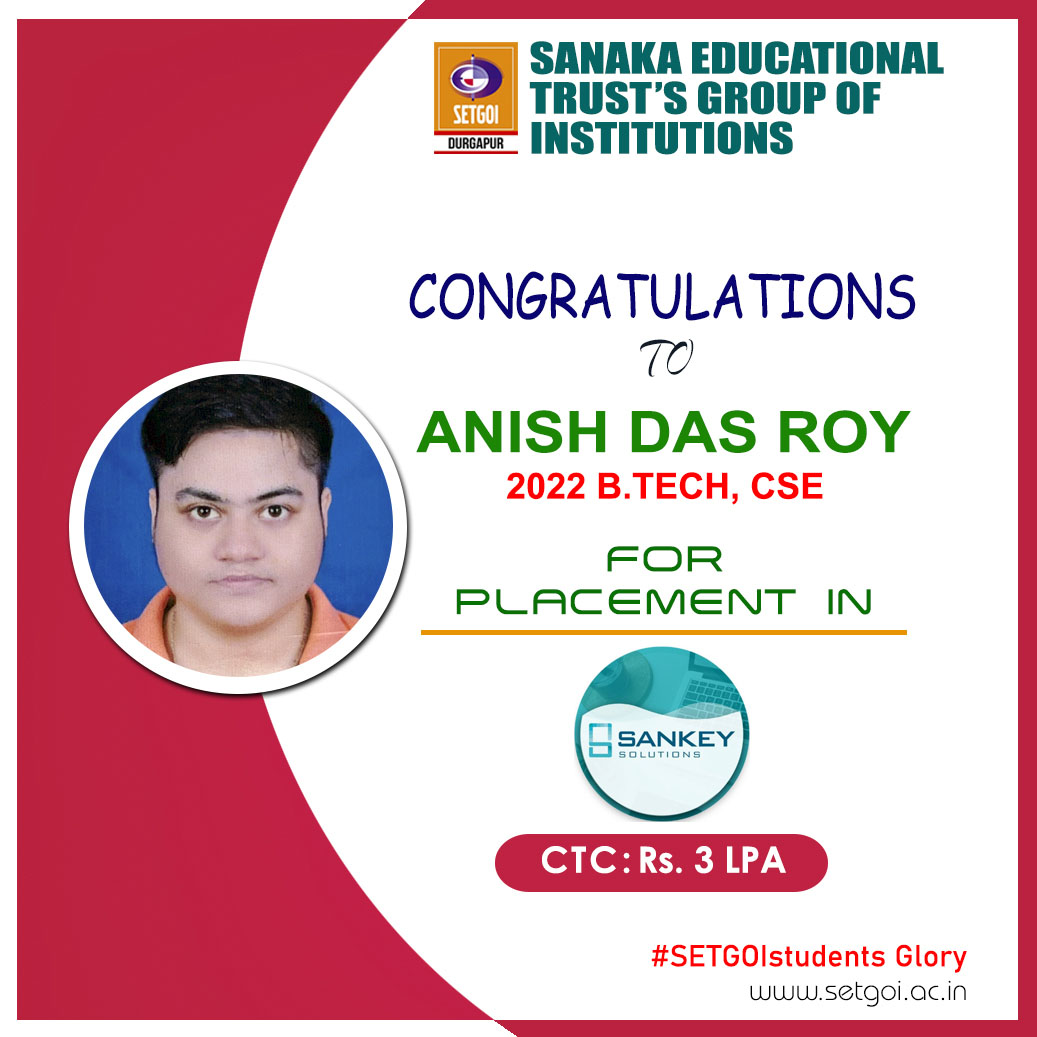 SETGOI
DURGAPUR
SANAKA EDUCATIONAL
TRUST'S GROUP OF
INSTITUTIONS
CONGRATULATIONS
TO
ANISH DAS ROY
2022 B.TECH, CSE
FOR
PLACEMENT IN
SANKEY
SOLUTIONS
CTC: Rs. 3 LPA
#SETGOIstudents Glory
www.setgoi.ac.in